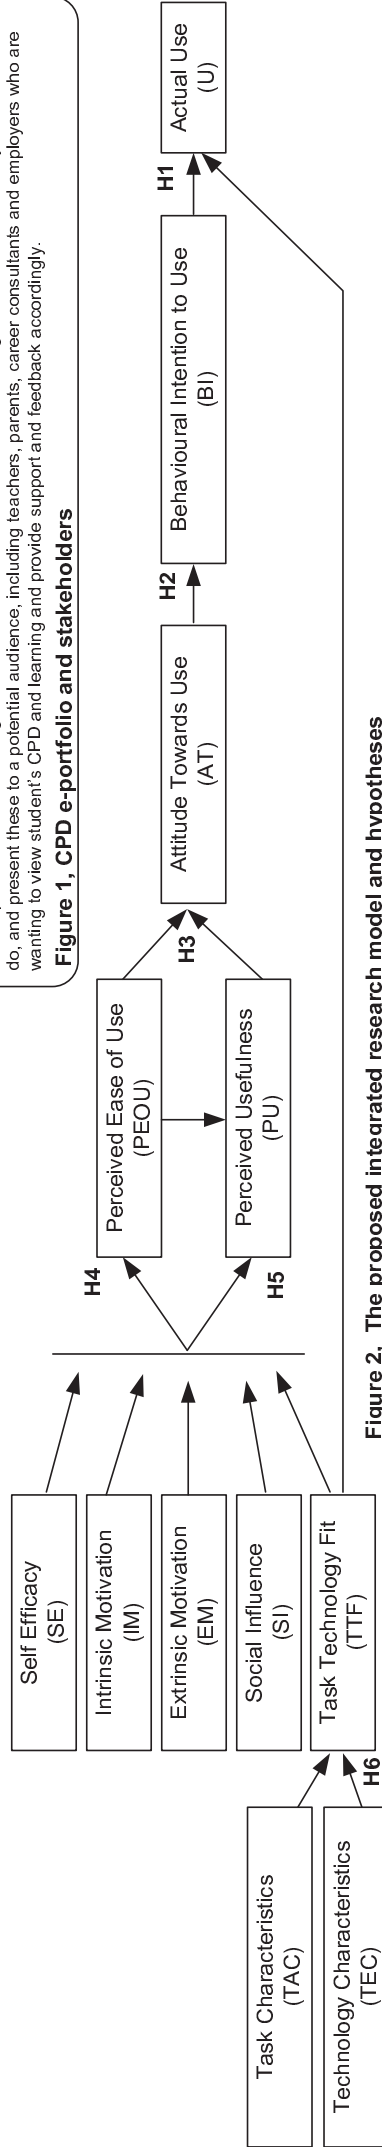 do, and present these to a potential audience, including teachers, parents, career consultants and employers who are
wanting to view student's CPD and learning and provide support and feedback accordingly.
Figure 1, CPD e-portfolio and stakeholders
Task Characteristics
(TAC)
Technology Characteristics
(TEC)
H6
Self Efficacy
(SE)
Intrinsic Motivation
(IM)
Extrinsic Motivation
(EM)
Social Influence
(SI)
Task Technology Fit
(TTF)
H4
H5
Perceived Ease of Use
(PEOU)
Perceived Usefulness
(PU)
H3
Attitude Towards Use
(AT)
H2
Behavioural Intention to Use
(BI)
H1
Actual Use
(U)
Figure 2, The proposed integrated research model and hypotheses